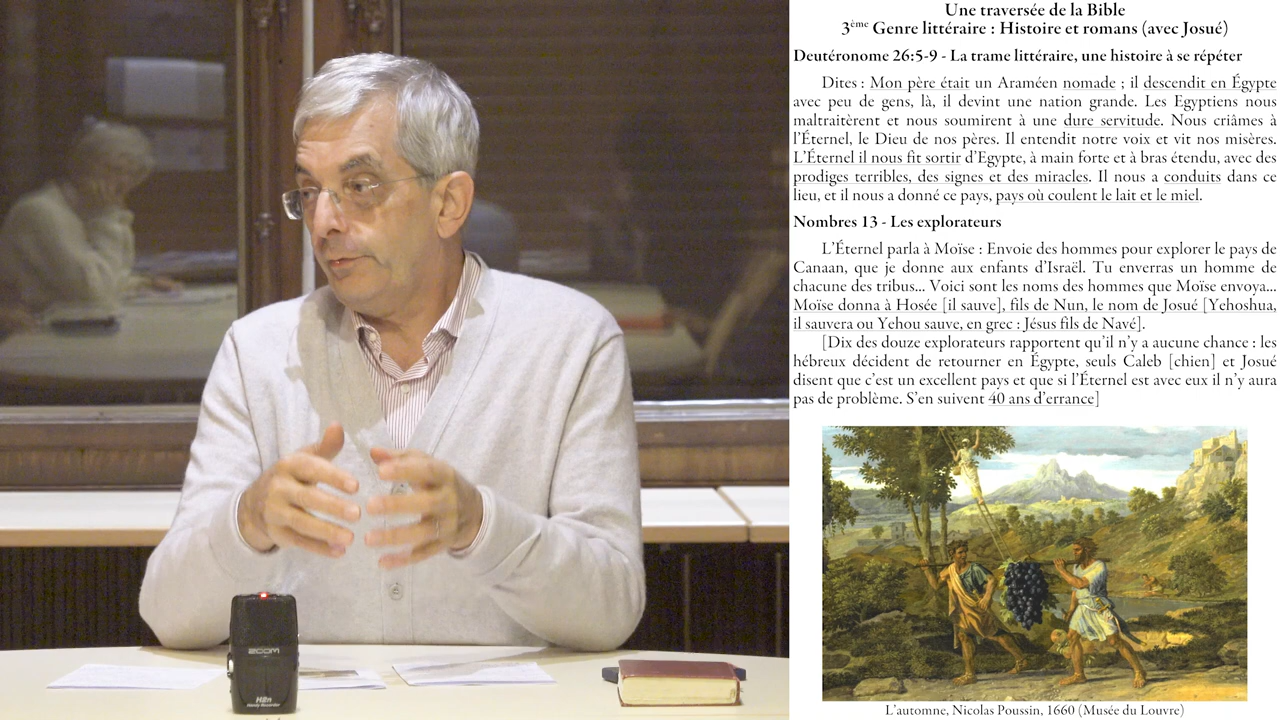 Une traversée de la Bible
3ème Genre littéraire : Histoire et romans (avec Josué)
Deutéronome 26:5-9 - La trame littéraire, une histoire à se répéter
Dites : Mon père était un Araméen nomade ; il descendit en Égypte
avec peu de gens, là, il devint une nation grande. Les Egyptiens nous
maltraitèrent et nous soumirent à une dure servitude. Nous criâmes à
l'Éternel, le Dieu de nos pères. Il entendit notre voix et vit nos misères.
L'Éternel il nous fit sortir d'Egypte, à main forte et à bras étendu, avec des
prodiges terribles, des signes et des miracles. Il nous a conduits dans ce
lieu, et il nous a donné ce pays, pays où coulent le lait et le miel.
Nombres 13 - Les explorateurs
L'Éternel parla à Moïse : Envoie des hommes pour explorer le pays de
Canaan, que je donne aux enfants d'Israël. Tu enverras un homme de
chacune des tribus... Voici sont les noms des hommes que Moïse envoya...
Moïse donna à Hosée [il sauve], fils de Nun, le nom de Josué [Yehoshua,
il sauvera ou Yehou sauve, en grec : Jésus fils de Navé].
[Dix des douze explorateurs rapportent qu'il n'y a aucune chance : les
hébreux décident de retourner en Égypte, seuls Caleb [chien] et Josué
disent que c'est un excellent pays et que si l'Éternel est avec eux il n'y aura
pas de problème. S'en suivent 40 ans d'errance]
L'automne, Nicolas Poussin, 1660 (Musée du Louvre)
ZOOM
H2n
Handy Recorder